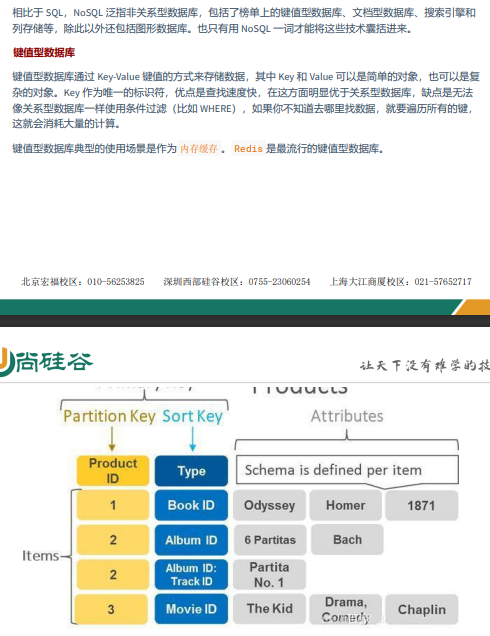 相比于 SQL，NoSQL 泛指非关系型数据库，包括了榜单上的键值型数据库、文档型数据库、搜索引擎和
列存储等，除此以外还包括图形数据库。也只有用 NoSQL 一词才能将这些技术囊括进来。
键值型数据库
键值型数据库通过 Key-Value 键值的方式来存储数据，其中 Key 和 Value 可以是简单的对象，也可以是复
杂的对象。Key 作为唯一的标识符，优点是查找速度快，在这方面明显优于关系型数据库，缺点是无法
像关系型数据库一样使用条件过滤（比如 WHERE），如果你不知道去哪里找数据，就要遍历所有的键，
这就会消耗大量的计算。
键值型数据库典型的使用场景是作为 内存缓存 。 Redis 是最流行的键值型数据库。
北京宏福校区：010-56253825 深圳西部硅谷校区：0755-23060254 上海大江商厦校区：021-57652717
尚硅谷
让天下没有难学的技
Products
Partition Key Sort Key Attributes
Product ID Type Schema is defined per item
1 Book ID Odyssey Homer 1871
2 Album ID 6 Partitas Bach
Items
2 Album ID: Track ID Partita No. 1
3 Movie ID The Kid Drama, Comedy Chaplin